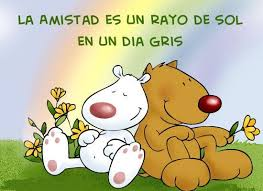 LA AMISTAD ES UN RAYO DE SOL
EN UN DIA GRIS